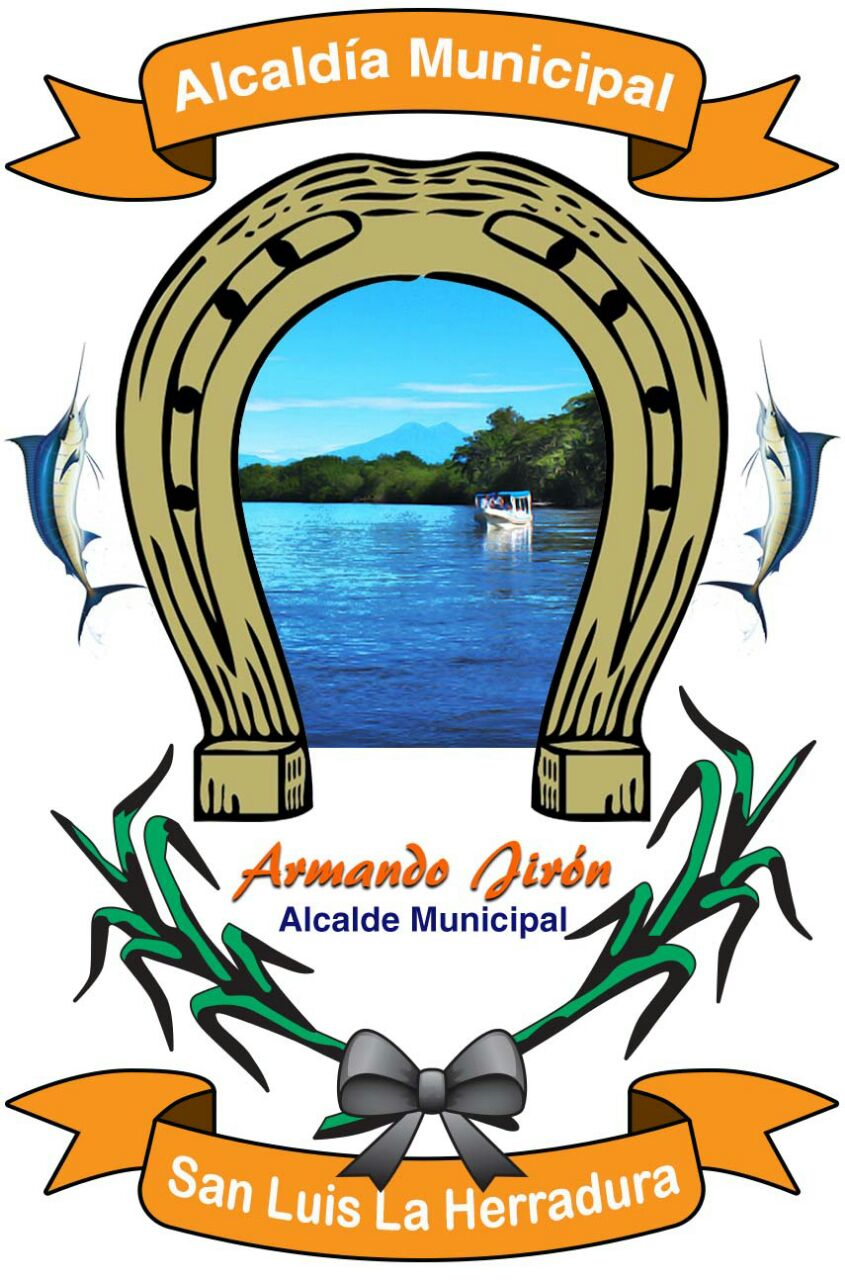 Alcaldía Municipal
Armando Jirón
Alcalde Municipal
San Luis La Herradura